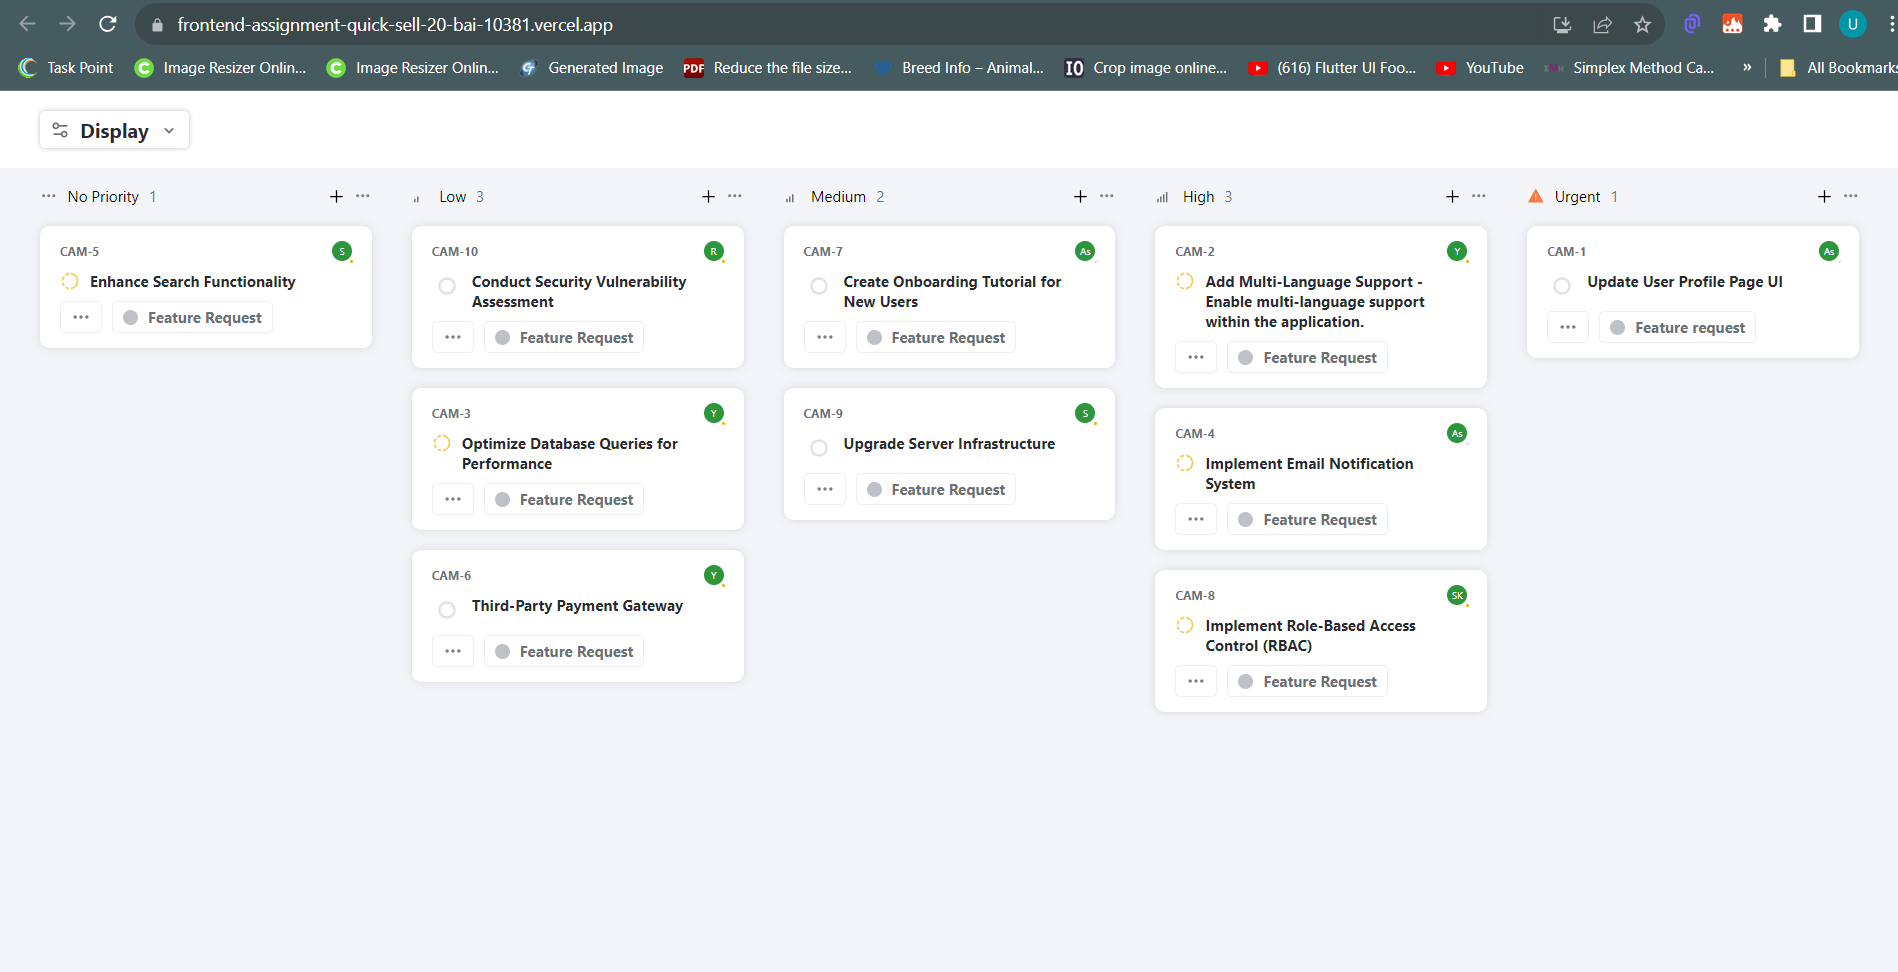 frontend-assignment-quick-sell-20-bai-10381.vercel.app
U
Task Point
Image Resizer Onlin...
Image Resizer Onlin...
Generated Image
PDF
Reduce the file size...
Breed Info – Animal...
IO
Crop image online...
(616) Flutter UI Foo...
YouTube
Simplex Method Ca...
»
All Bookmarks
Display
No Priority 1
CAM-5
S
Enhance Search Functionality
Feature Request
Low 3
CAM-10
R
Conduct Security Vulnerability
Assessment
Feature Request
CAM-3
Y
Optimize Database Queries for
Performance
Feature Request
CAM-6
Y
Third-Party Payment Gateway
Feature Request
Medium 2
CAM-7
As
Create Onboarding Tutorial for
New Users
Feature Request
CAM-9
S
Upgrade Server Infrastructure
Feature Request
High 3
CAM-2
Y
Add Multi-Language Support -
Enable multi-language support
within the application.
Feature Request
CAM-4
As
Implement Email Notification
System
Feature Request
CAM-8
SK
Implement Role-Based Access
Control (RBAC)
Feature Request
Urgent 1
CAM-1
As
Update User Profile Page UI
Feature request